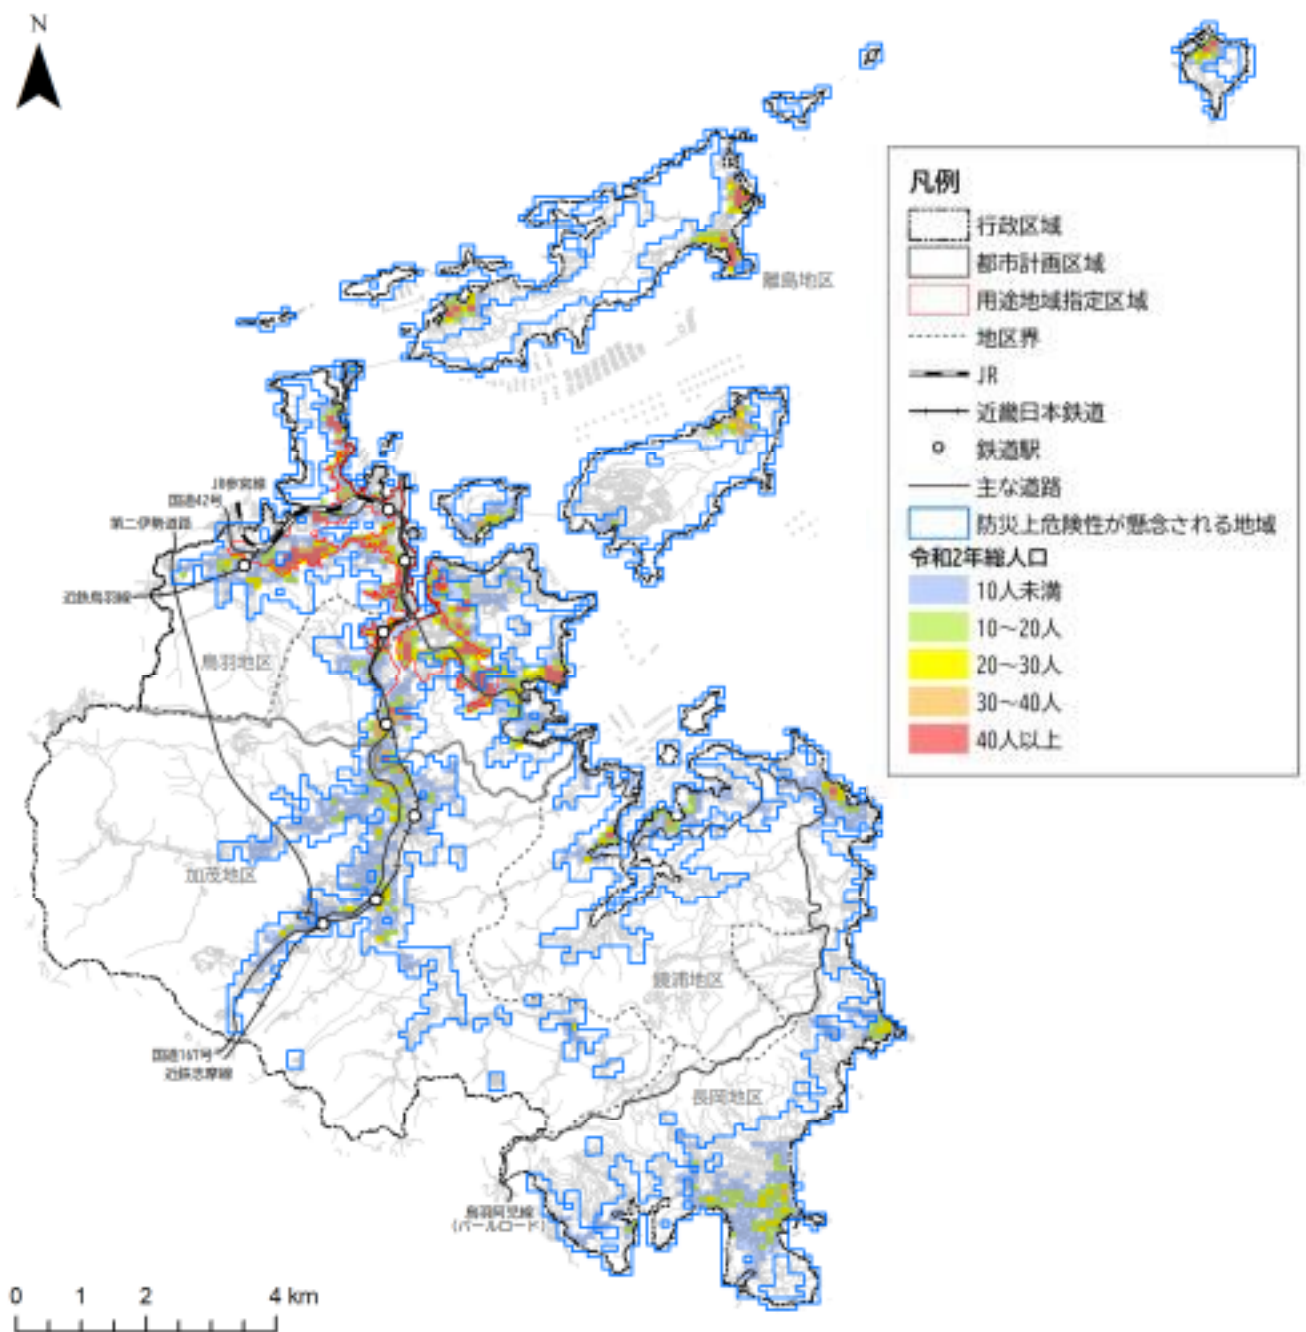 N
凡例
行政区域
都市計画区域
用途地域指定区域
地区界
JR
近畿日本鉄道
鉄道駅
主な道路
防災上危険性が懸念される地域
令和2年総人口
10人未満
10～20人
20～30人
30～40人
40人以上
離島地区
JR参宮線
国道42号
第二伊勢道路
近鉄鳥羽線
鳥羽地区
加茂地区
鏡浦地区
国道167号
近鉄志摩線
長岡地区
鳥羽阿児線
(パールロード)
0 1 2 4 km